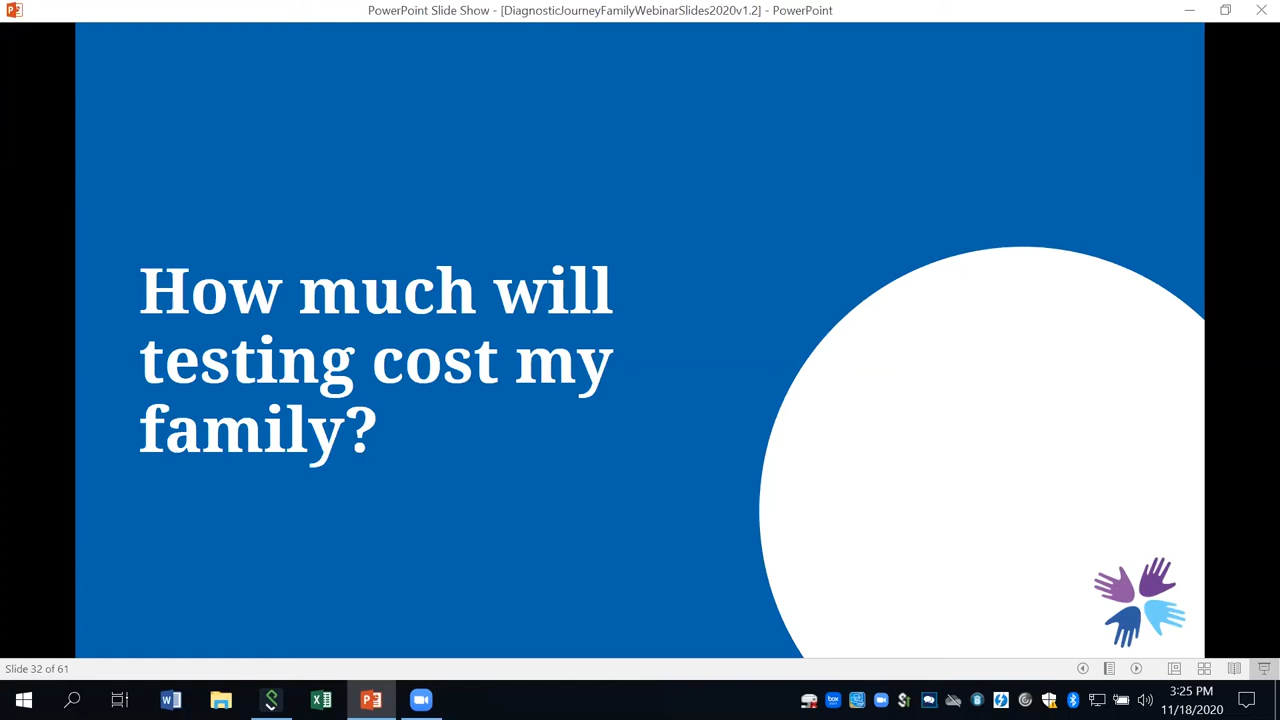 PowerPoint Slide Show - [DiagnosticJourneyFamilyWebinarSlides2020v1.2] - PowerPoint
How much will
testing cost my
family?
Slide 32 of 61
3:25 PM
11/18/2020